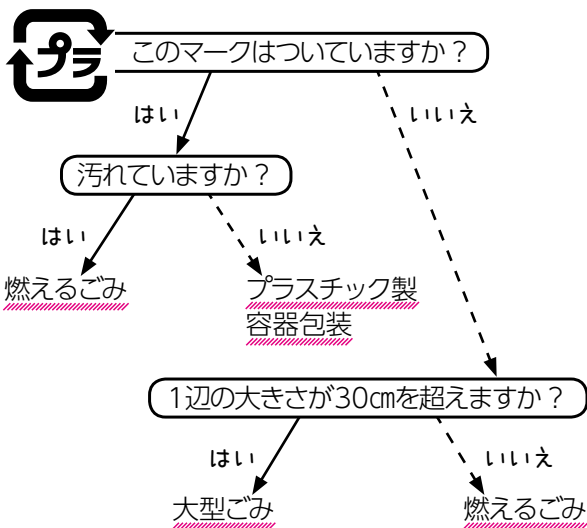 プラ
このマークはついていますか？
はい
いいえ
汚れていますか？
はい
いいえ
燃えるごみ
プラスチック製
容器包装
1辺の大きさが30㎝を超えますか？
はい
いいえ
大型ごみ
燃えるごみ